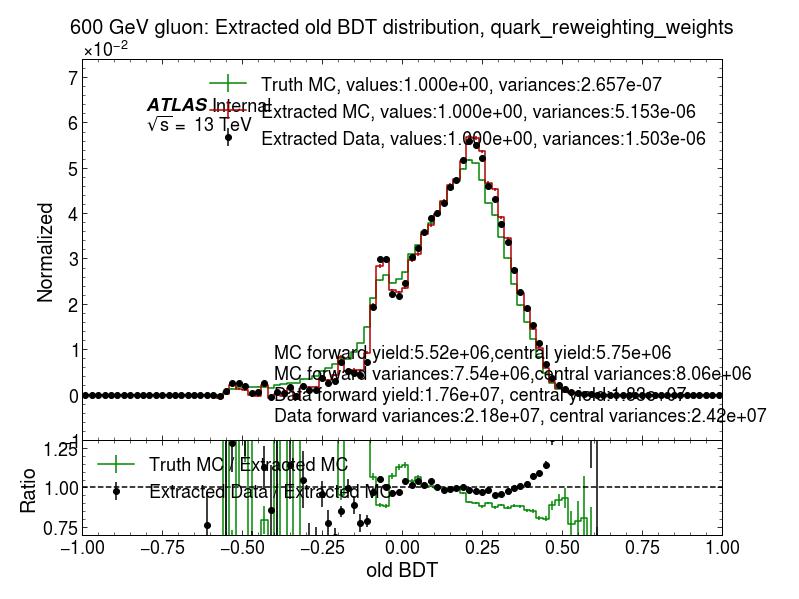 600 GeV gluon: Extracted old BDT distribution, quark_reweighting_weights
×10⁻²
7
6
5
4
3
2
1
0
−1
Normalized
Truth MC, values:1.000e+00, variances:2.657e-07
Extracted MC, values:1.000e+00, variances:5.153e-06
Extracted Data, values:1.000e+00, variances:1.503e-06
ATLAS Internal
√s = 13 TeV
MC forward yield:5.52e+06,central yield:5.75e+06
MC forward variances:7.54e+06,central variances:8.06e+06
Data forward yield:1.76e+07, central
Data forward variances:2.18e+07, central variances:2.42e+07
1.25
1.00
0.75
Ratio
Truth MC / Extracted MC
Extracted Data / Extracted MC
−1.00 −0.75 −0.50 −0.25 0.00 0.25 0.50 0.75 1.00
old BDT